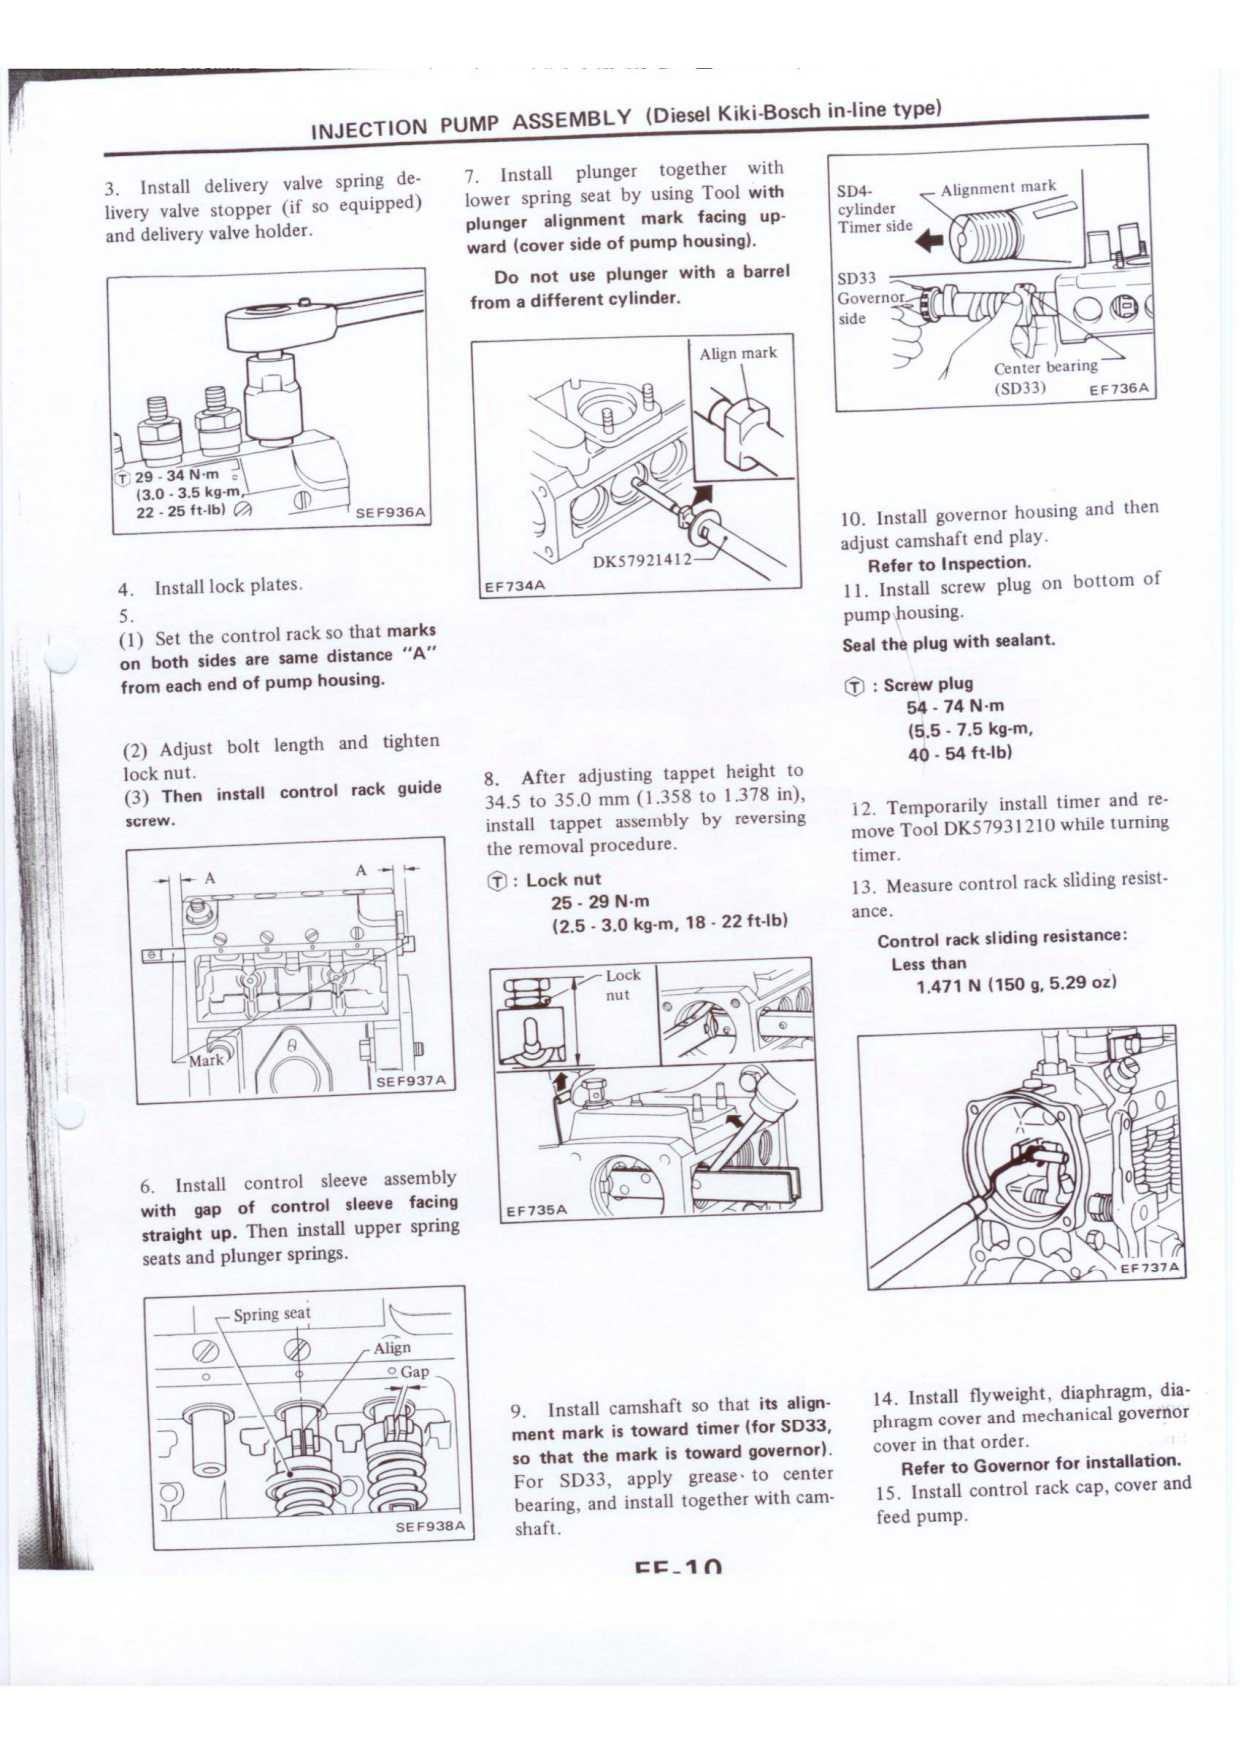 INJECTION PUMP ASSEMBLY (Diesel Kiki-Bosch in-line type)
3. Install delivery valve spring de-
livery valve stopper (if so equipped)
and delivery valve holder.
Ⓣ 29 - 34 N·m
(3.0 - 3.5 kg-m,
22 - 25 ft-lb)
SEF936A
4. Install lock plates.
5.
(1) Set the control rack so that marks
on both sides are same distance "A"
from each end of pump housing.
(2) Adjust bolt length and tighten
lock nut.
(3) Then install control rack guide
screw.
A
A
Mark
SEF937A
6. Install control sleeve assembly
with gap of control sleeve facing
straight up. Then install upper spring
seats and plunger springs.
Spring seat
Align
Gap
SEF938A
7. Install plunger together with
lower spring seat by using Tool with
plunger alignment mark facing up-
ward (cover side of pump housing).
Do not use plunger with a barrel
from a different cylinder.
Align mark
DK57921412
EF734A
8. After adjusting tappet height to
34.5 to 35.0 mm (1.358 to 1.378 in),
install tappet assembly by reversing
the removal procedure.
Ⓣ : Lock nut
25 - 29 N·m
(2.5 - 3.0 kg-m, 18 - 22 ft-lb)
Lock
nut
EF735A
9. Install camshaft so that its align-
ment mark is toward timer (for SD33,
so that the mark is toward governor).
For SD33, apply grease to center
bearing, and install together with cam-
shaft.
SD4-
cylinder
Timer side
Alignment mark
SD33
Governor
side
Center bearing
(SD33)
EF736A
10. Install governor housing and then
adjust camshaft end play.
Refer to Inspection.
11. Install screw plug on bottom of
pump housing.
Seal the plug with sealant.
Ⓣ : Screw plug
54 - 74 N·m
(5.5 - 7.5 kg-m,
40 - 54 ft-lb)
12. Temporarily install timer and re-
move Tool DK57931210 while turning
timer.
13. Measure control rack sliding resist-
ance.
Control rack sliding resistance:
Less than
1.471 N (150 g, 5.29 oz)
EF737A
14. Install flyweight, diaphragm, dia-
phragm cover and mechanical governor
cover in that order.
Refer to Governor for installation.
15. Install control rack cap, cover and
feed pump.
EF-10